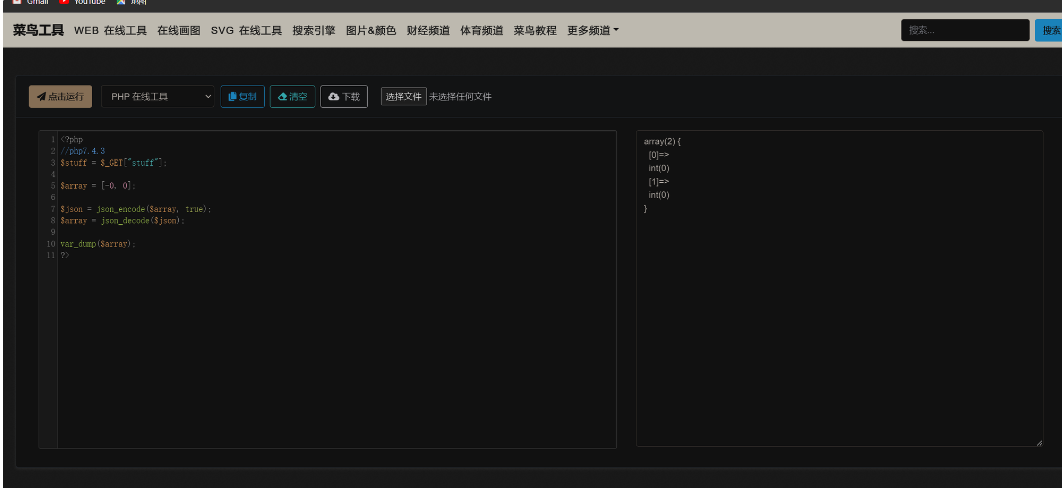 Gmail YouTube
菜鸟工具 WEB 在线工具 在线画图 SVG 在线工具 搜索引擎 图片&颜色 财经频道 体育频道 菜鸟教程 更多频道 搜索... 搜索
点击运行 PHP 在线工具 复制 清空 下载 选择文件 未选择任何文件
1 <?php
2 //php7.4.3
3 $stuff = $_GET["stuff"];
4
5 $array = [-0, 0];
6
7 $json = json_encode($array, true);
8 $array = json_decode($json);
9
10 var_dump($array);
11 ?>
array(2) {
[0]=>
int(0)
[1]=>
int(0)
}